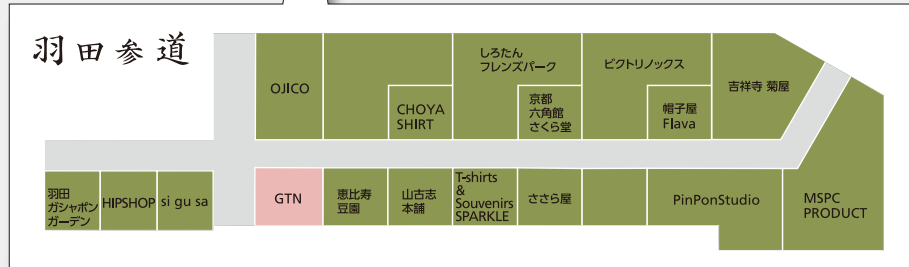 羽田参道
OJICO
CHOYA
SHIRT
しろたん
フレンズパーク
京都
六角館
さくら堂
ビクトリノックス
帽子屋
Flava
吉祥寺 菊屋
羽田
ガシャポン
ガーデン
HIPSHOP
si gu sa
GTN
恵比寿
豆園
山古志
本舗
T-shirts
&
Souvenirs
SPARKLE
ささら屋
PinPonStudio
MSPC
PRODUCT